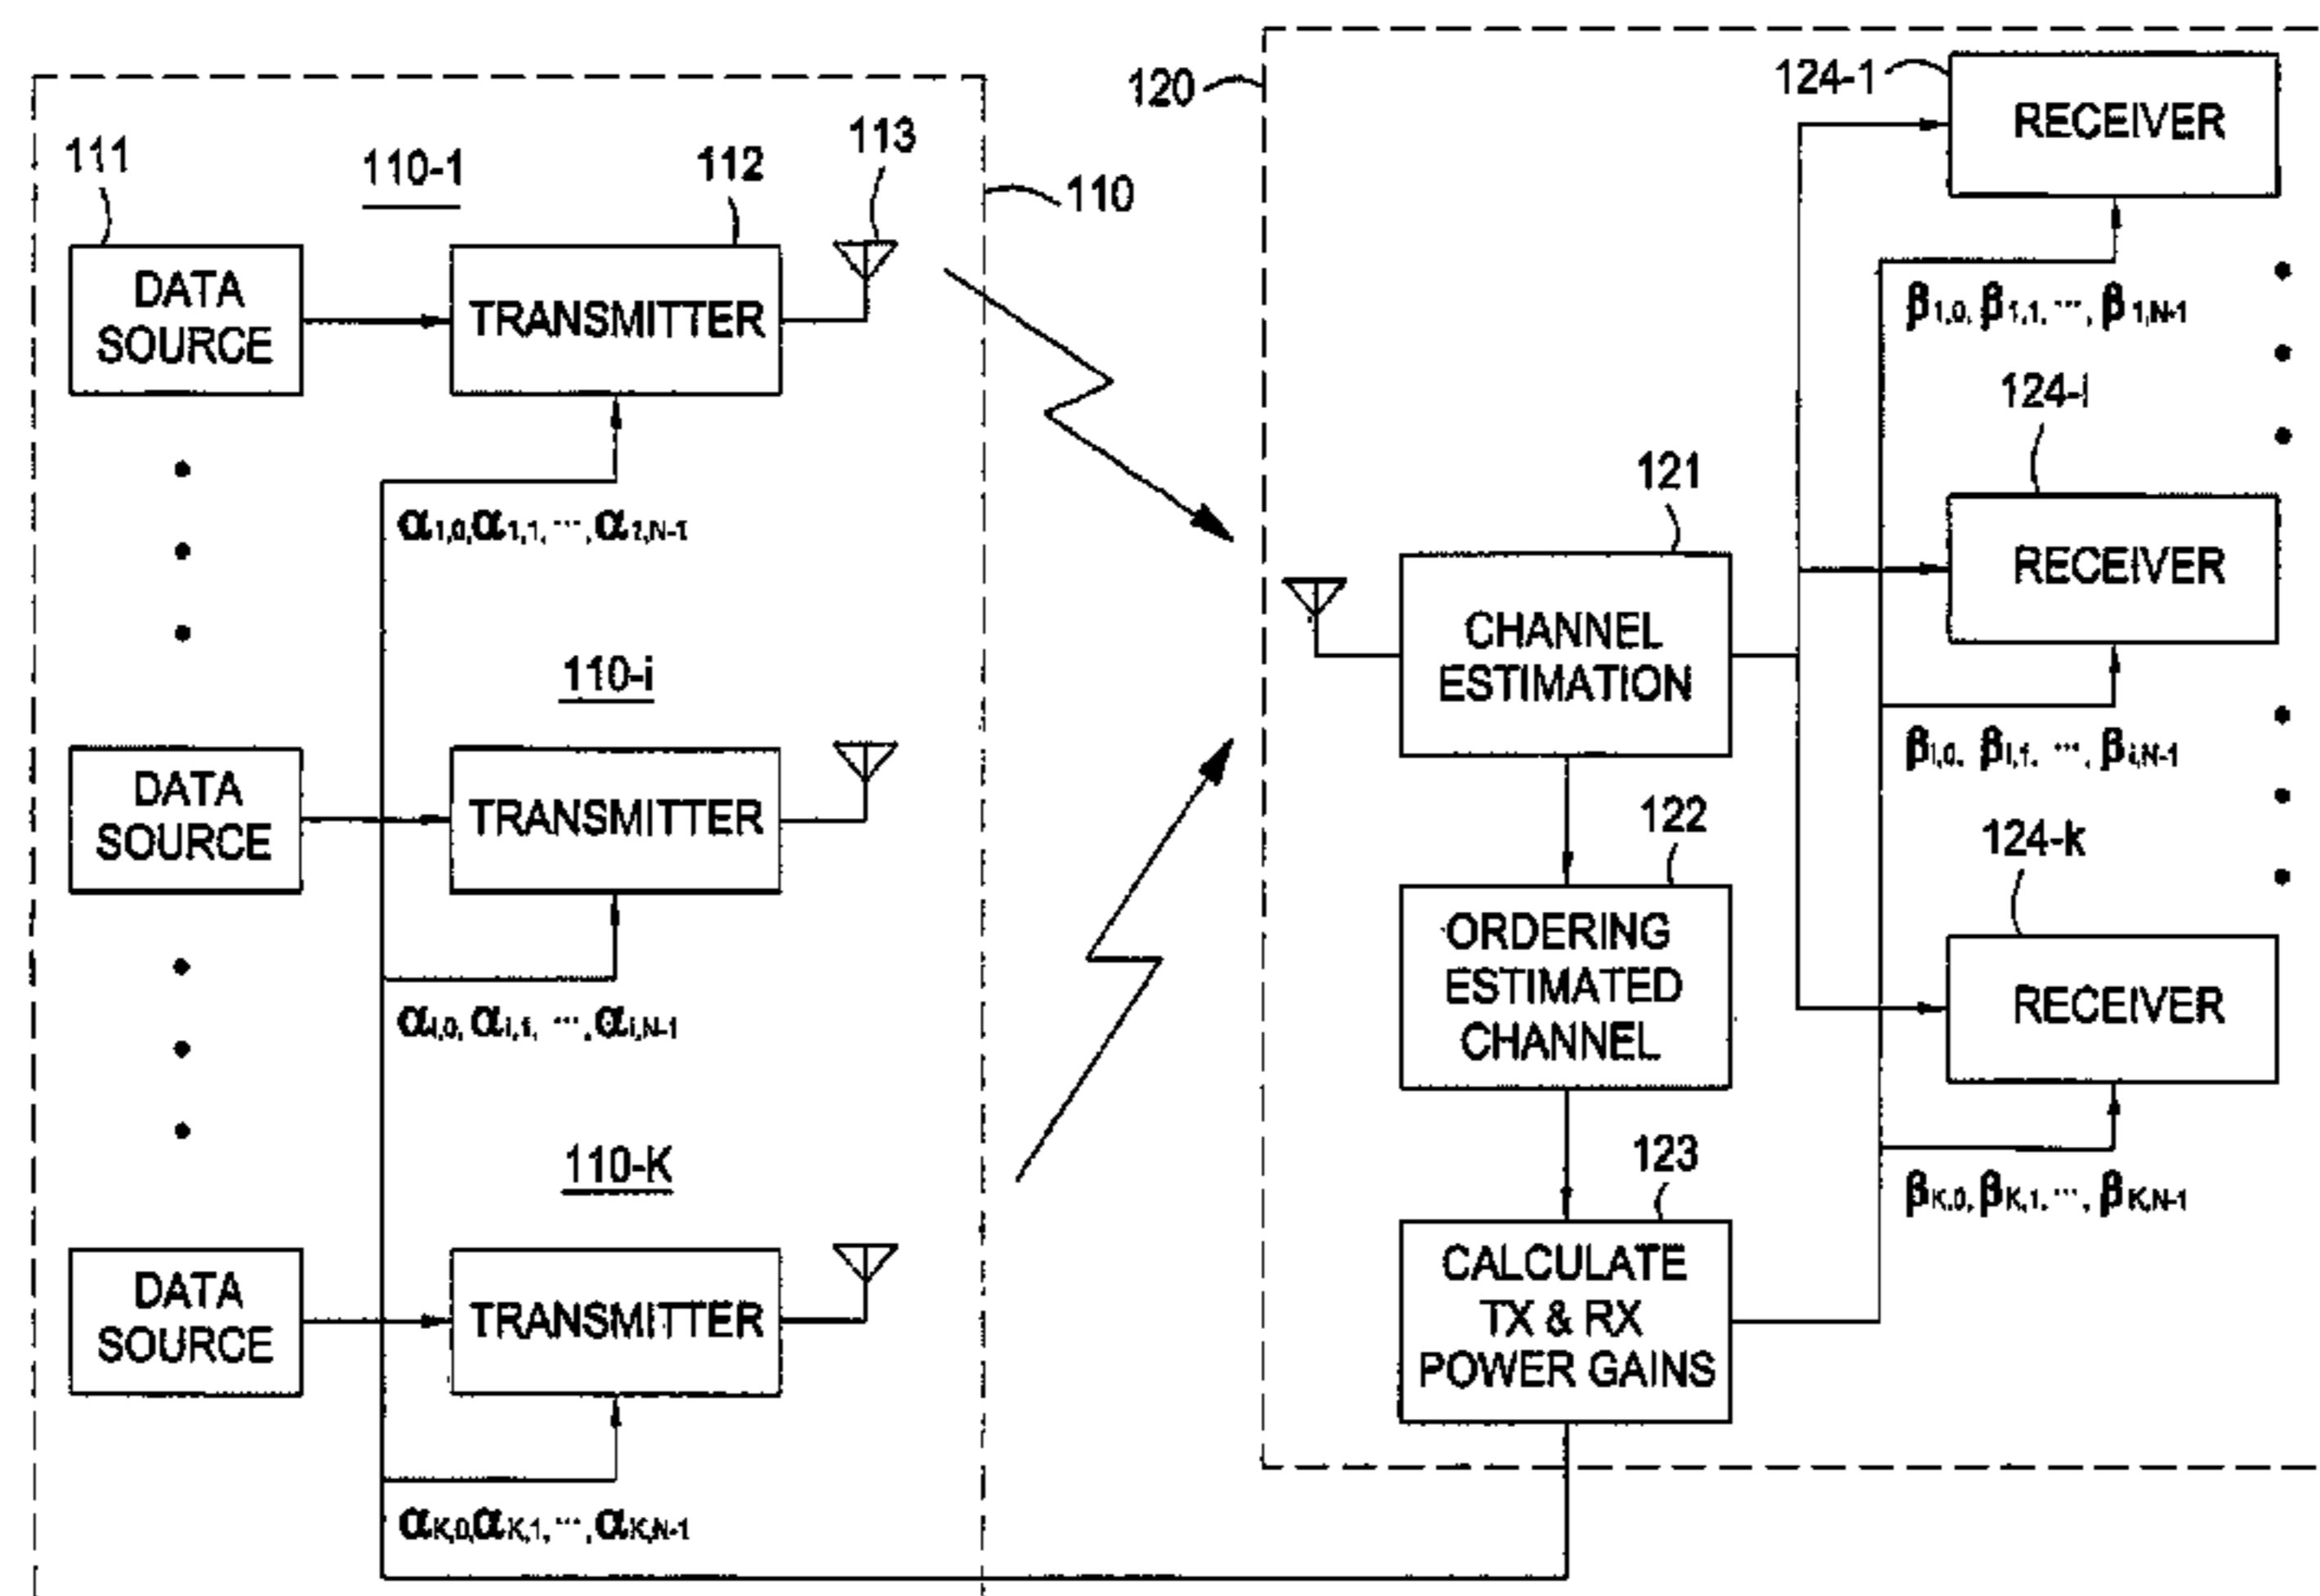 111
110-1
112
113
110
DATA
SOURCE
TRANSMITTER
α1,0, α1,1, ..., α1,N-1
110-i
DATA
SOURCE
TRANSMITTER
αi,0, αi,1, ..., αi,N-1
110-K
DATA
SOURCE
TRANSMITTER
αK,0, αK,1, ..., αK,N-1
120
124-1
RECEIVER
β1,0, β1,1, ..., β1,N-1
124-i
RECEIVER
βi,0, βi,1, ..., βi,N-1
124-k
RECEIVER
βK,0, βK,1, ..., βK,N-1
121
CHANNEL
ESTIMATION
122
ORDERING
ESTIMATED
CHANNEL
123
CALCULATE
TX & RX
POWER GAINS